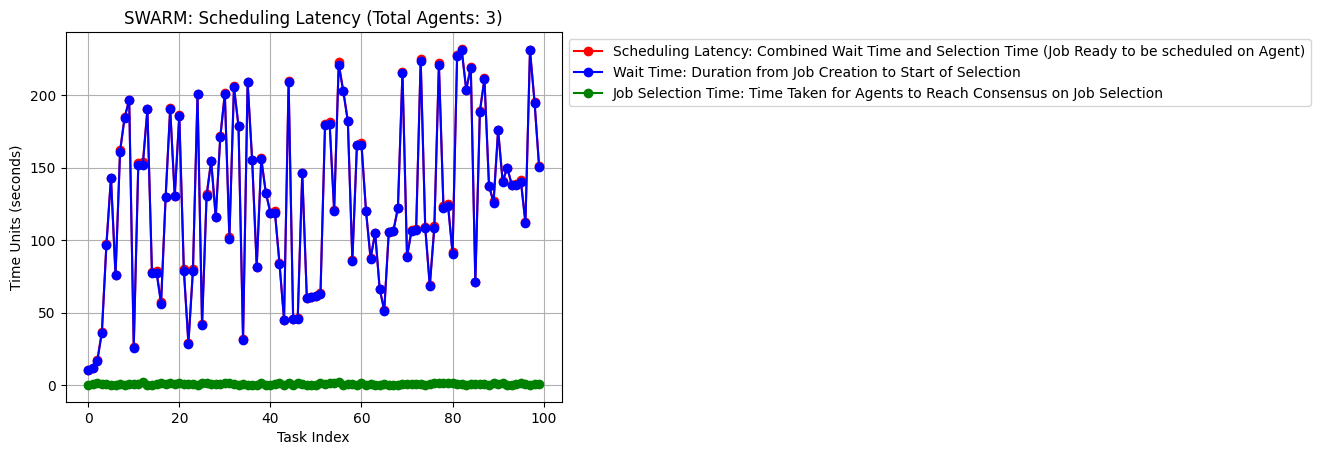 SWARM: Scheduling Latency (Total Agents: 3)
Scheduling Latency: Combined Wait Time and Selection Time (Job Ready to be scheduled on Agent)
Wait Time: Duration from Job Creation to Start of Selection
Job Selection Time: Time Taken for Agents to Reach Consensus on Job Selection
Time Units (seconds)
200
150
100
50
0
0 20 40 60 80 100
Task Index